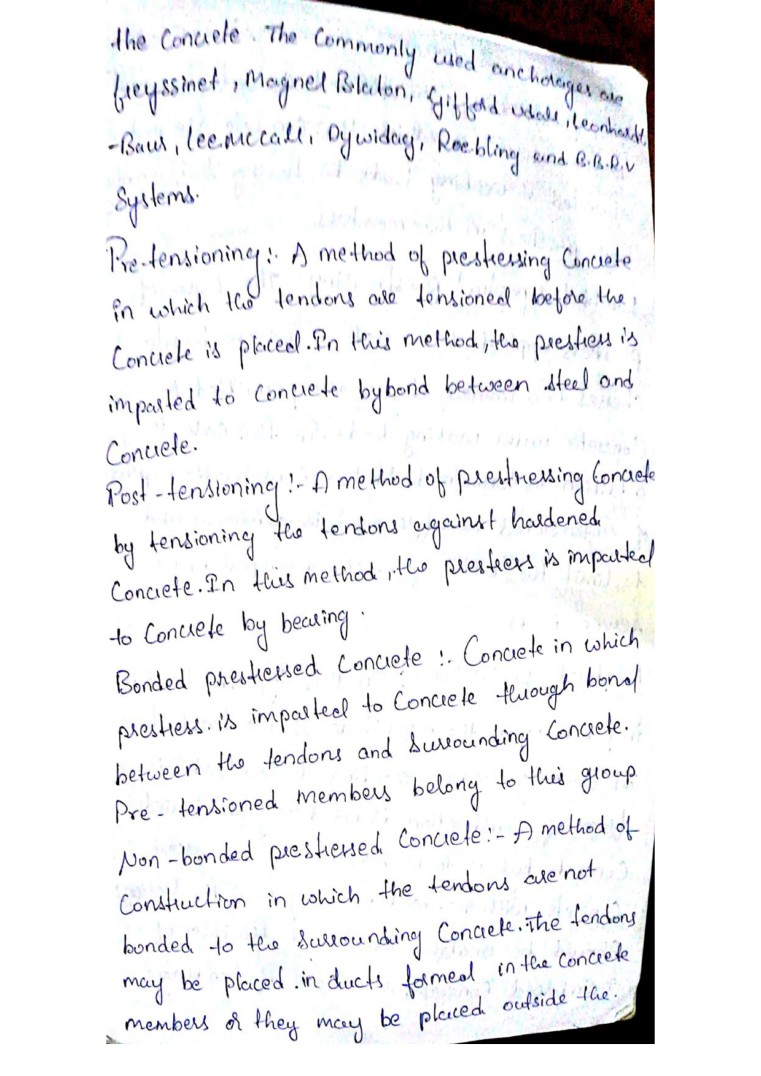 the Concrete. The Commonly used anchorages are
freyssinet, Magnel Blaton, Gifford udall, leonhardt,
-Baur, lee.mccall, Dywidag, Roebling and B.B.R.V
Systems.
Pre-tensioning:- A method of prestressing Concrete
in which the tendons are tensioned before the
Concrete is placed. In this method, the prestress is
imparted to concrete by bond between steel and
Concrete.
Post-tensioning:- A method of prestressing Concrete
by tensioning the tendons against hardened
Concrete. In this method, the prestress is imparted
to Concrete by bearing.
Bonded prestressed Concrete:- Concrete in which
prestress. is imparted to Concrete through bond
between the tendons and Surrounding Concrete.
Pre-tensioned members belong to this group
Non-bonded prestressed Concrete:- A method of
Construction in which the tendons are not
bonded to the Surrounding Concrete. The tendons
may be placed in ducts formed in the Concrete
members or they may be placed outside the.